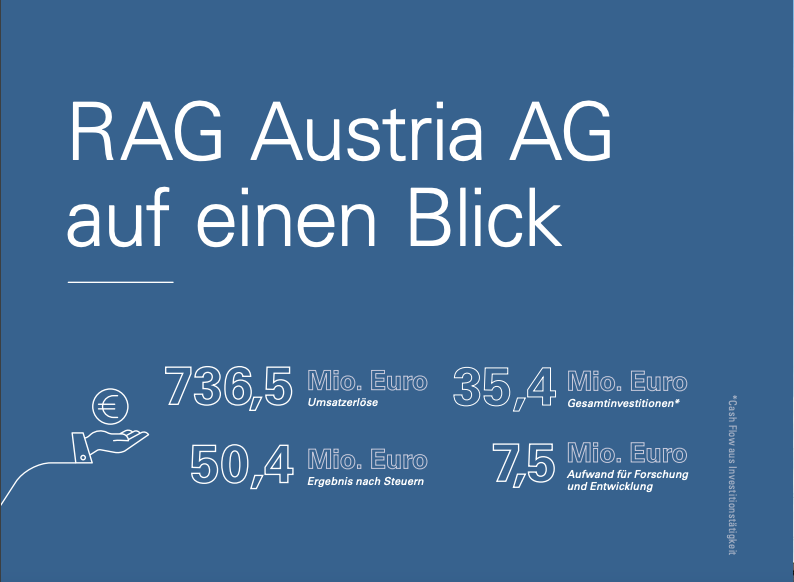 RAG Austria AG
auf einen Blick
€
736,5 Mio. Euro
Umsatzerlöse
35,4 Mio. Euro
Gesamtinvestitionen*
50,4 Mio. Euro
Ergebnis nach Steuern
7,5 Mio. Euro
Aufwand für Forschung
und Entwicklung
*Cash Flow aus Investitionstätigkeit